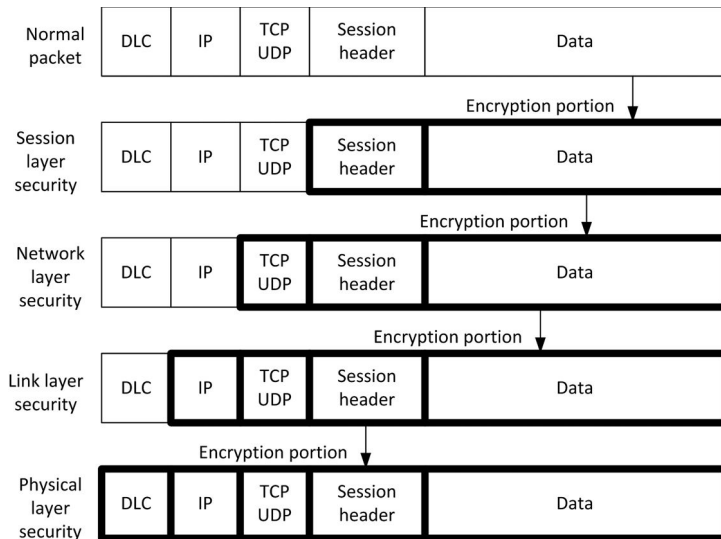 Normal
packet
DLC
IP
TCP
UDP
Session
header
Data
Encryption portion
Session
layer
security
DLC
IP
TCP
UDP
Session
header
Data
Encryption portion
Network
layer
security
DLC
IP
TCP
UDP
Session
header
Data
Encryption portion
Link layer
security
DLC
IP
TCP
UDP
Session
header
Data
Encryption portion
Physical
layer
security
DLC
IP
TCP
UDP
Session
header
Data